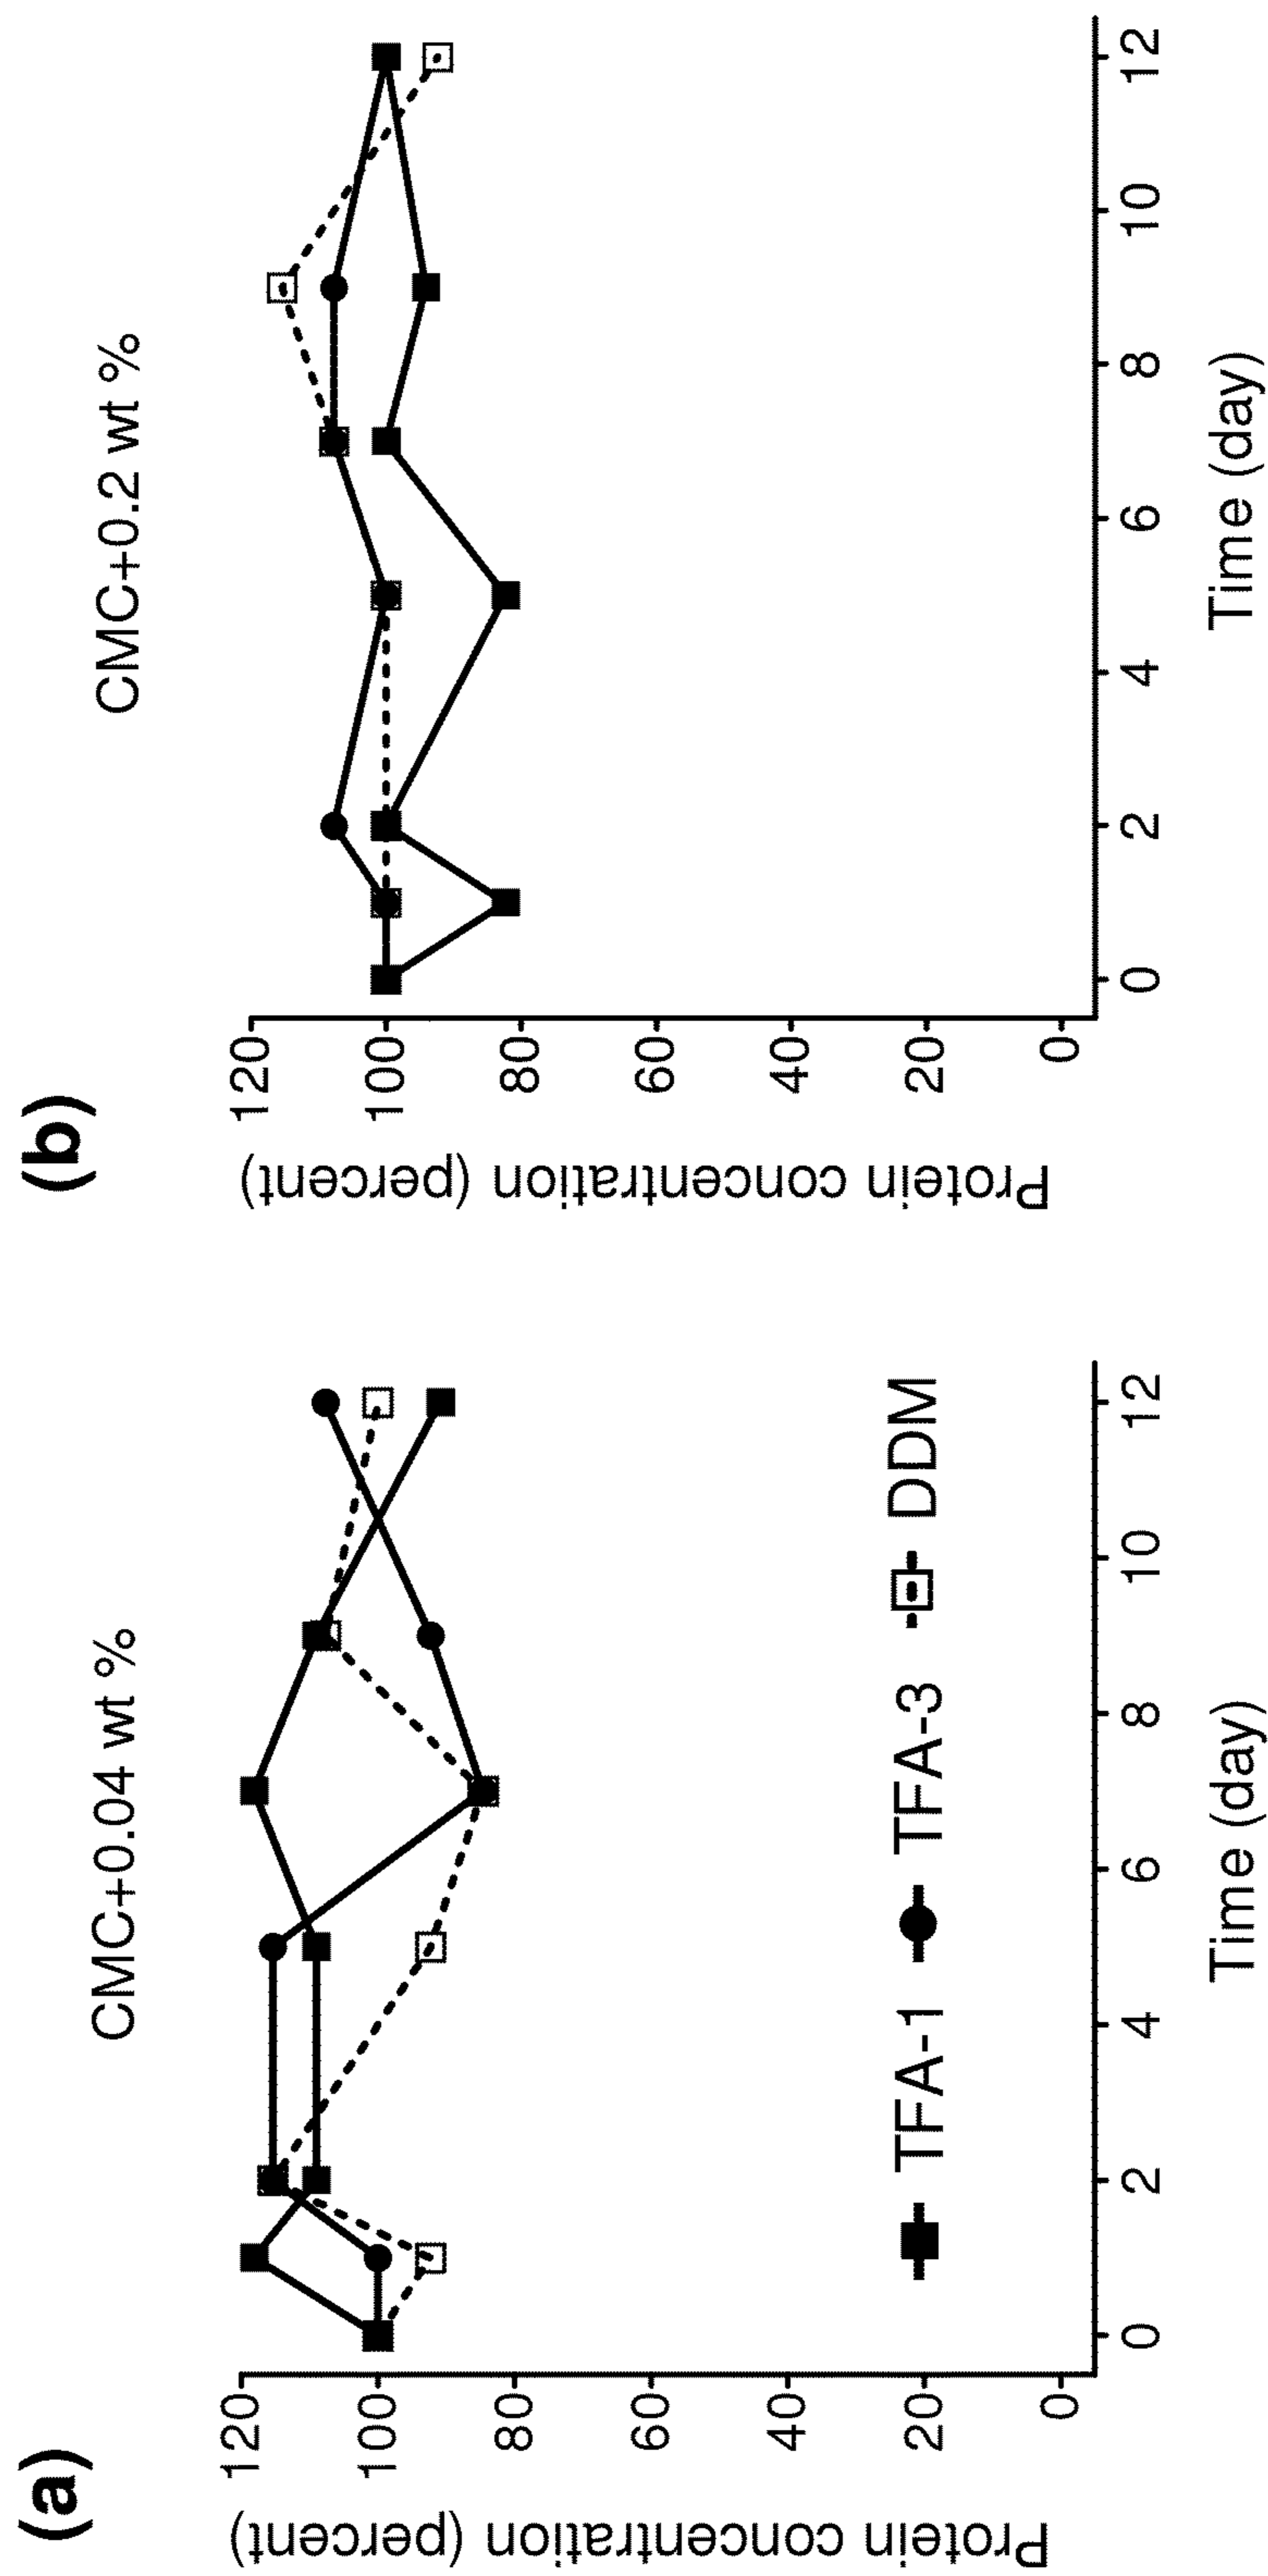 (a)
CMC+0.04 wt %
Protein concentration (percent)
120
100
80
60
40
20
0
0 2 4 6 8 10 12
Time (day)
TFA-1 TFA-3 DDM
(b)
CMC+0.2 wt %
Protein concentration (percent)
120
100
80
60
40
20
0
0 2 4 6 8 10 12
Time (day)